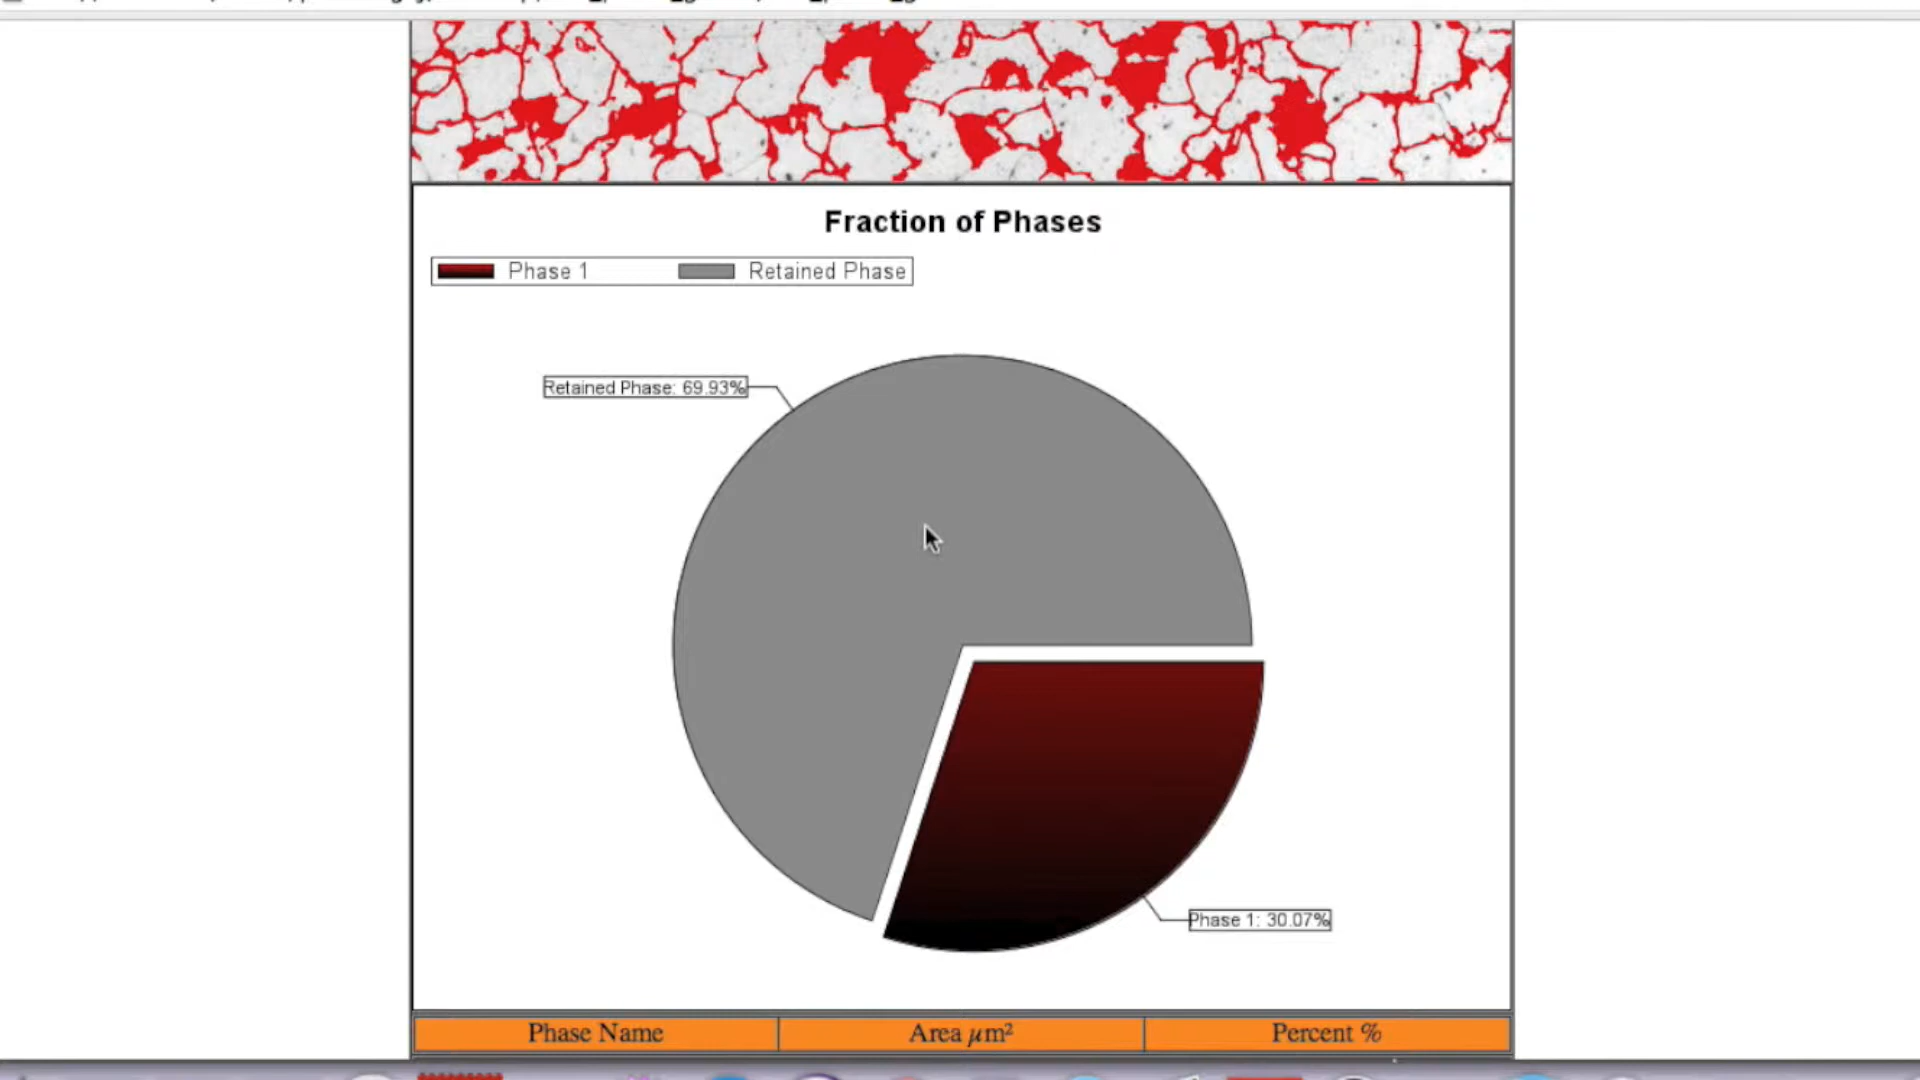 Fraction of Phases
Phase 1 Retained Phase
Retained Phase: 69.93%
Phase 1: 30.07%
Phase Name Area μm² Percent %